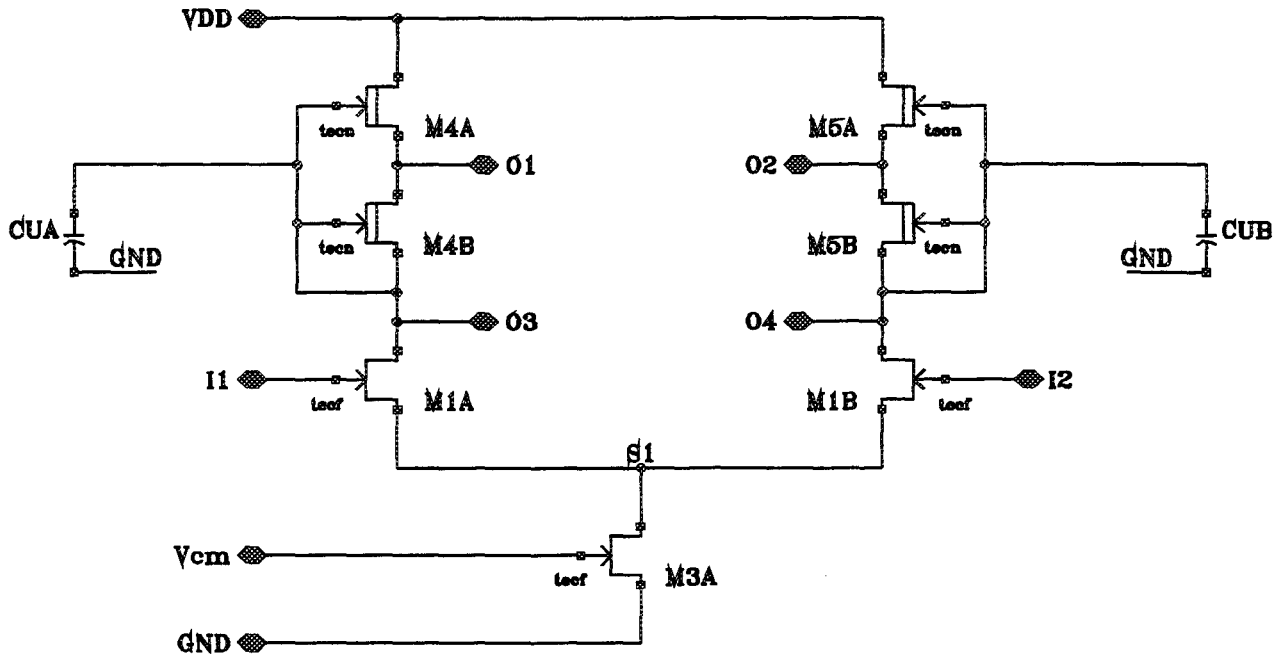 VDD
tecn M4A M5A tecn
O1 O2
CUA GND tecn M4B M5B tecn GND CUB
O3 O4
I1 tecf M1A M1B tecf I2
S1
Vcm tecf M3A
GND